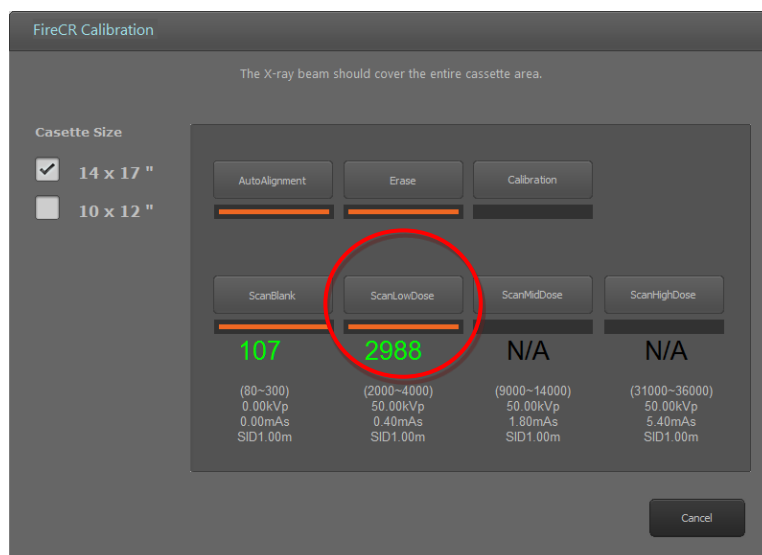 FireCR Calibration
The X-ray beam should cover the entire cassette area.
Casette Size
14 x 17 "
10 x 12 "
AutoAlignment
Erase
Calibration
ScanBlank
ScanLowDose
ScanMidDose
ScanHighDose
107
2988
N/A
N/A
(80~300)
0.00kVp
0.00mAs
SID1.00m
(2000~4000)
50.00kVp
0.40mAs
SID1.00m
(9000~14000)
50.00kVp
1.80mAs
SID1.00m
(31000~36000)
50.00kVp
5.40mAs
SID1.00m
Cancel